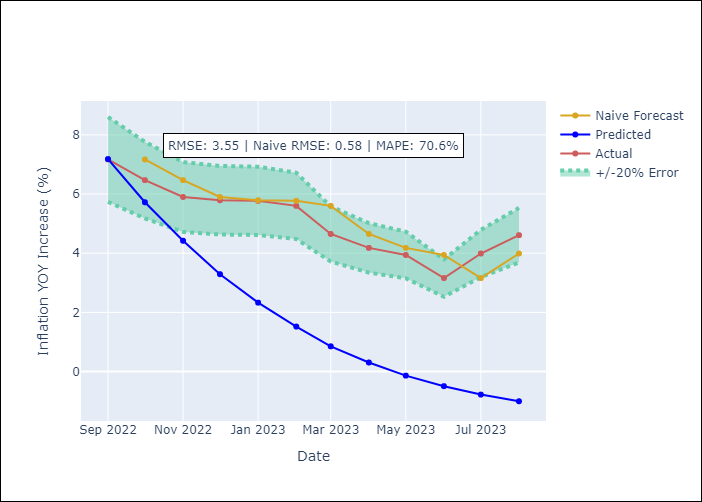 RMSE: 3.55 | Naive RMSE: 0.58 | MAPE: 70.6%
Naive Forecast
Predicted
Actual
+/-20% Error
Inflation YOY Increase (%)
8
6
4
2
0
Sep 2022
Nov 2022
Jan 2023
Mar 2023
May 2023
Jul 2023
Date